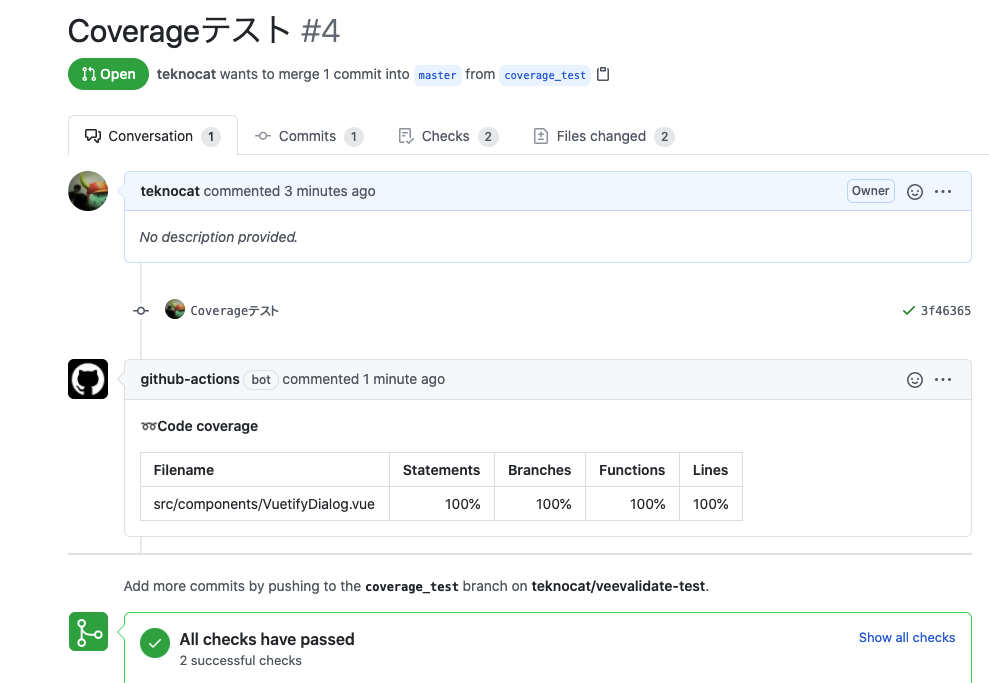 Coverageテスト #4
Open teknocat wants to merge 1 commit into master from coverage_test
Conversation 1 Commits 1 Checks 2 Files changed 2
teknocat commented 3 minutes ago Owner
No description provided.
Coverageテスト 3f46365
github-actions bot commented 1 minute ago
➿Code coverage
Filename Statements Branches Functions Lines
src/components/VuetifyDialog.vue 100% 100% 100% 100%
Add more commits by pushing to the coverage_test branch on teknocat/veevalidate-test.
All checks have passed Show all checks
2 successful checks